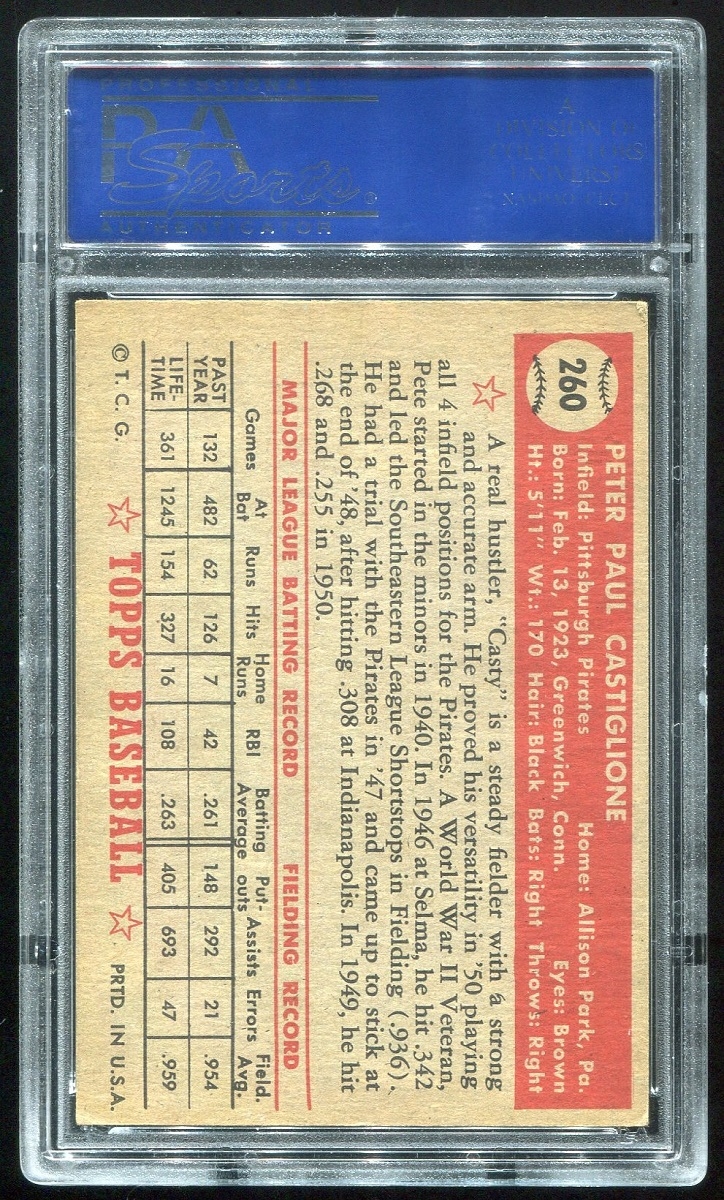 PROFESSIONAL
PSA
Sports®
AUTHENTICATOR
A
DIVISION OF
COLLECTORS
UNIVERSE
NASDAQ: CLCT
260
PETER PAUL CASTIGLIONE
Infield: Pittsburgh Pirates Home: Allison Park, Pa.
Born: Feb. 13, 1923, Greenwich, Conn. Eyes: Brown
Ht.: 5'11" Wt.: 170 Hair: Black Bats: Right Throws: Right
A real hustler, "Casty" is a steady fielder with a strong
and accurate arm. He proved his versatility in '50 playing
all 4 infield positions for the Pirates. A World War II Veteran,
Pete started in the minors in 1940. In 1946 at Selma, he hit .342
and led the Southeastern League Shortstops in Fielding (.936).
He had a trial with the Pirates in '47 and came up to stick at
the end of '48, after hitting .308 at Indianapolis. In 1949, he hit
.268 and .255 in 1950.
MAJOR LEAGUE BATTING RECORD FIELDING RECORD
Games At Bat Runs Hits Home Runs RBI Batting Average Put-outs Assists Errors Field. Avg.
PAST YEAR 132 482 62 126 7 42 .261 148 292 21 .954
LIFE-TIME 361 1245 154 327 16 108 .263 405 693 47 .959
© T. C. G. TOPPS BASEBALL PRTD. IN U.S.A.